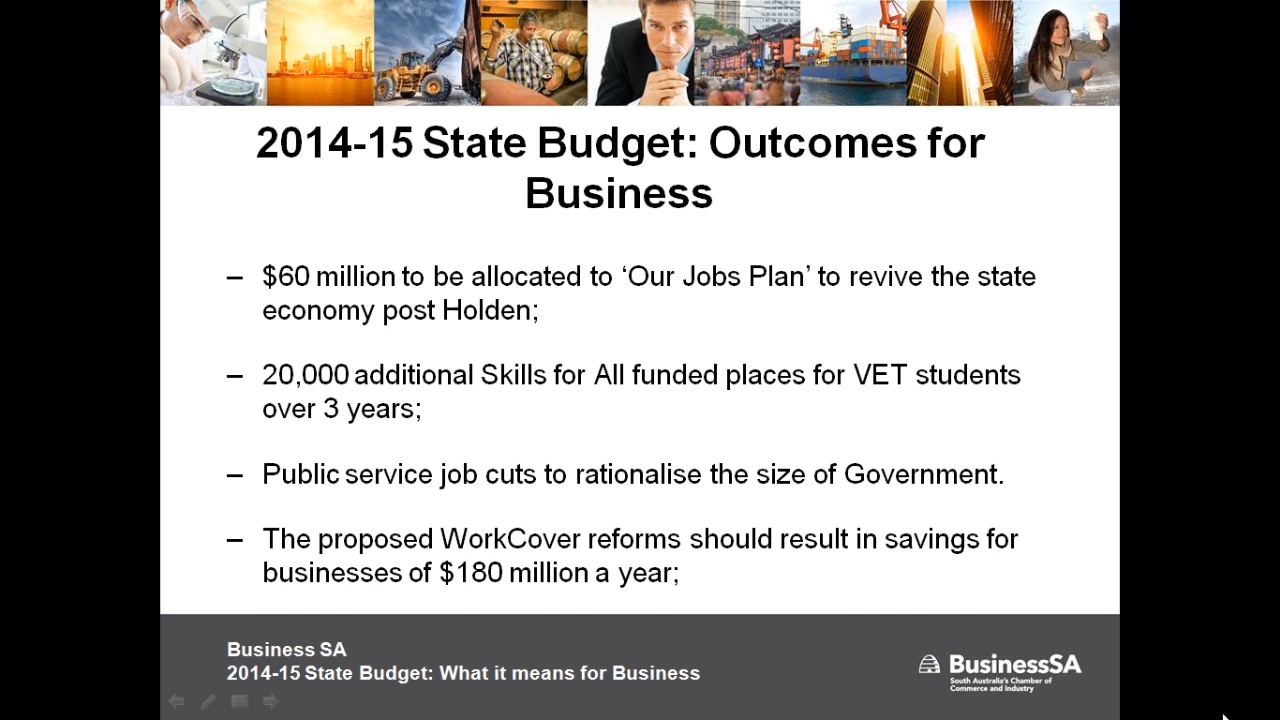 2014-15 State Budget: Outcomes for
Business
– $60 million to be allocated to ‘Our Jobs Plan’ to revive the state
economy post Holden;
– 20,000 additional Skills for All funded places for VET students
over 3 years;
– Public service job cuts to rationalise the size of Government.
– The proposed WorkCover reforms should result in savings for
businesses of $180 million a year;
Business SA
2014-15 State Budget: What it means for Business
BusinessSA
South Australia's Chamber of
Commerce and Industry